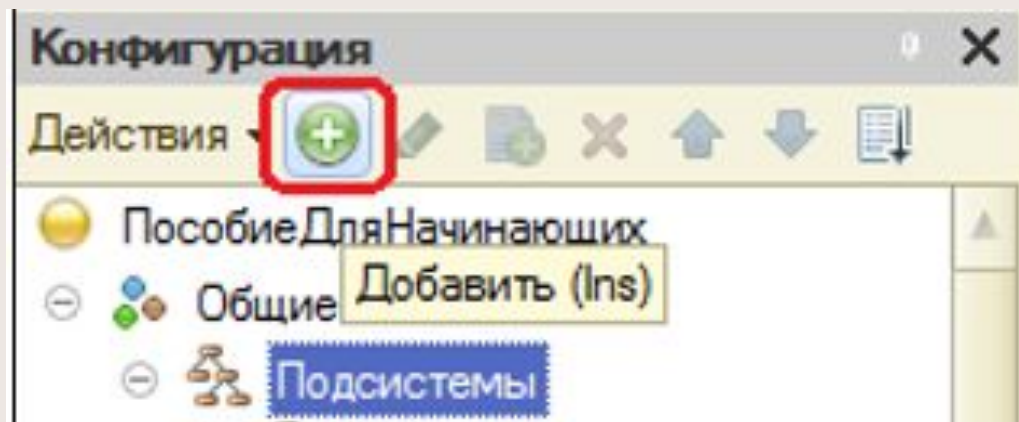 Конфигурация
Действия
ПособиеДляНачинающих
Добавить (Ins)
Общие
Подсистемы